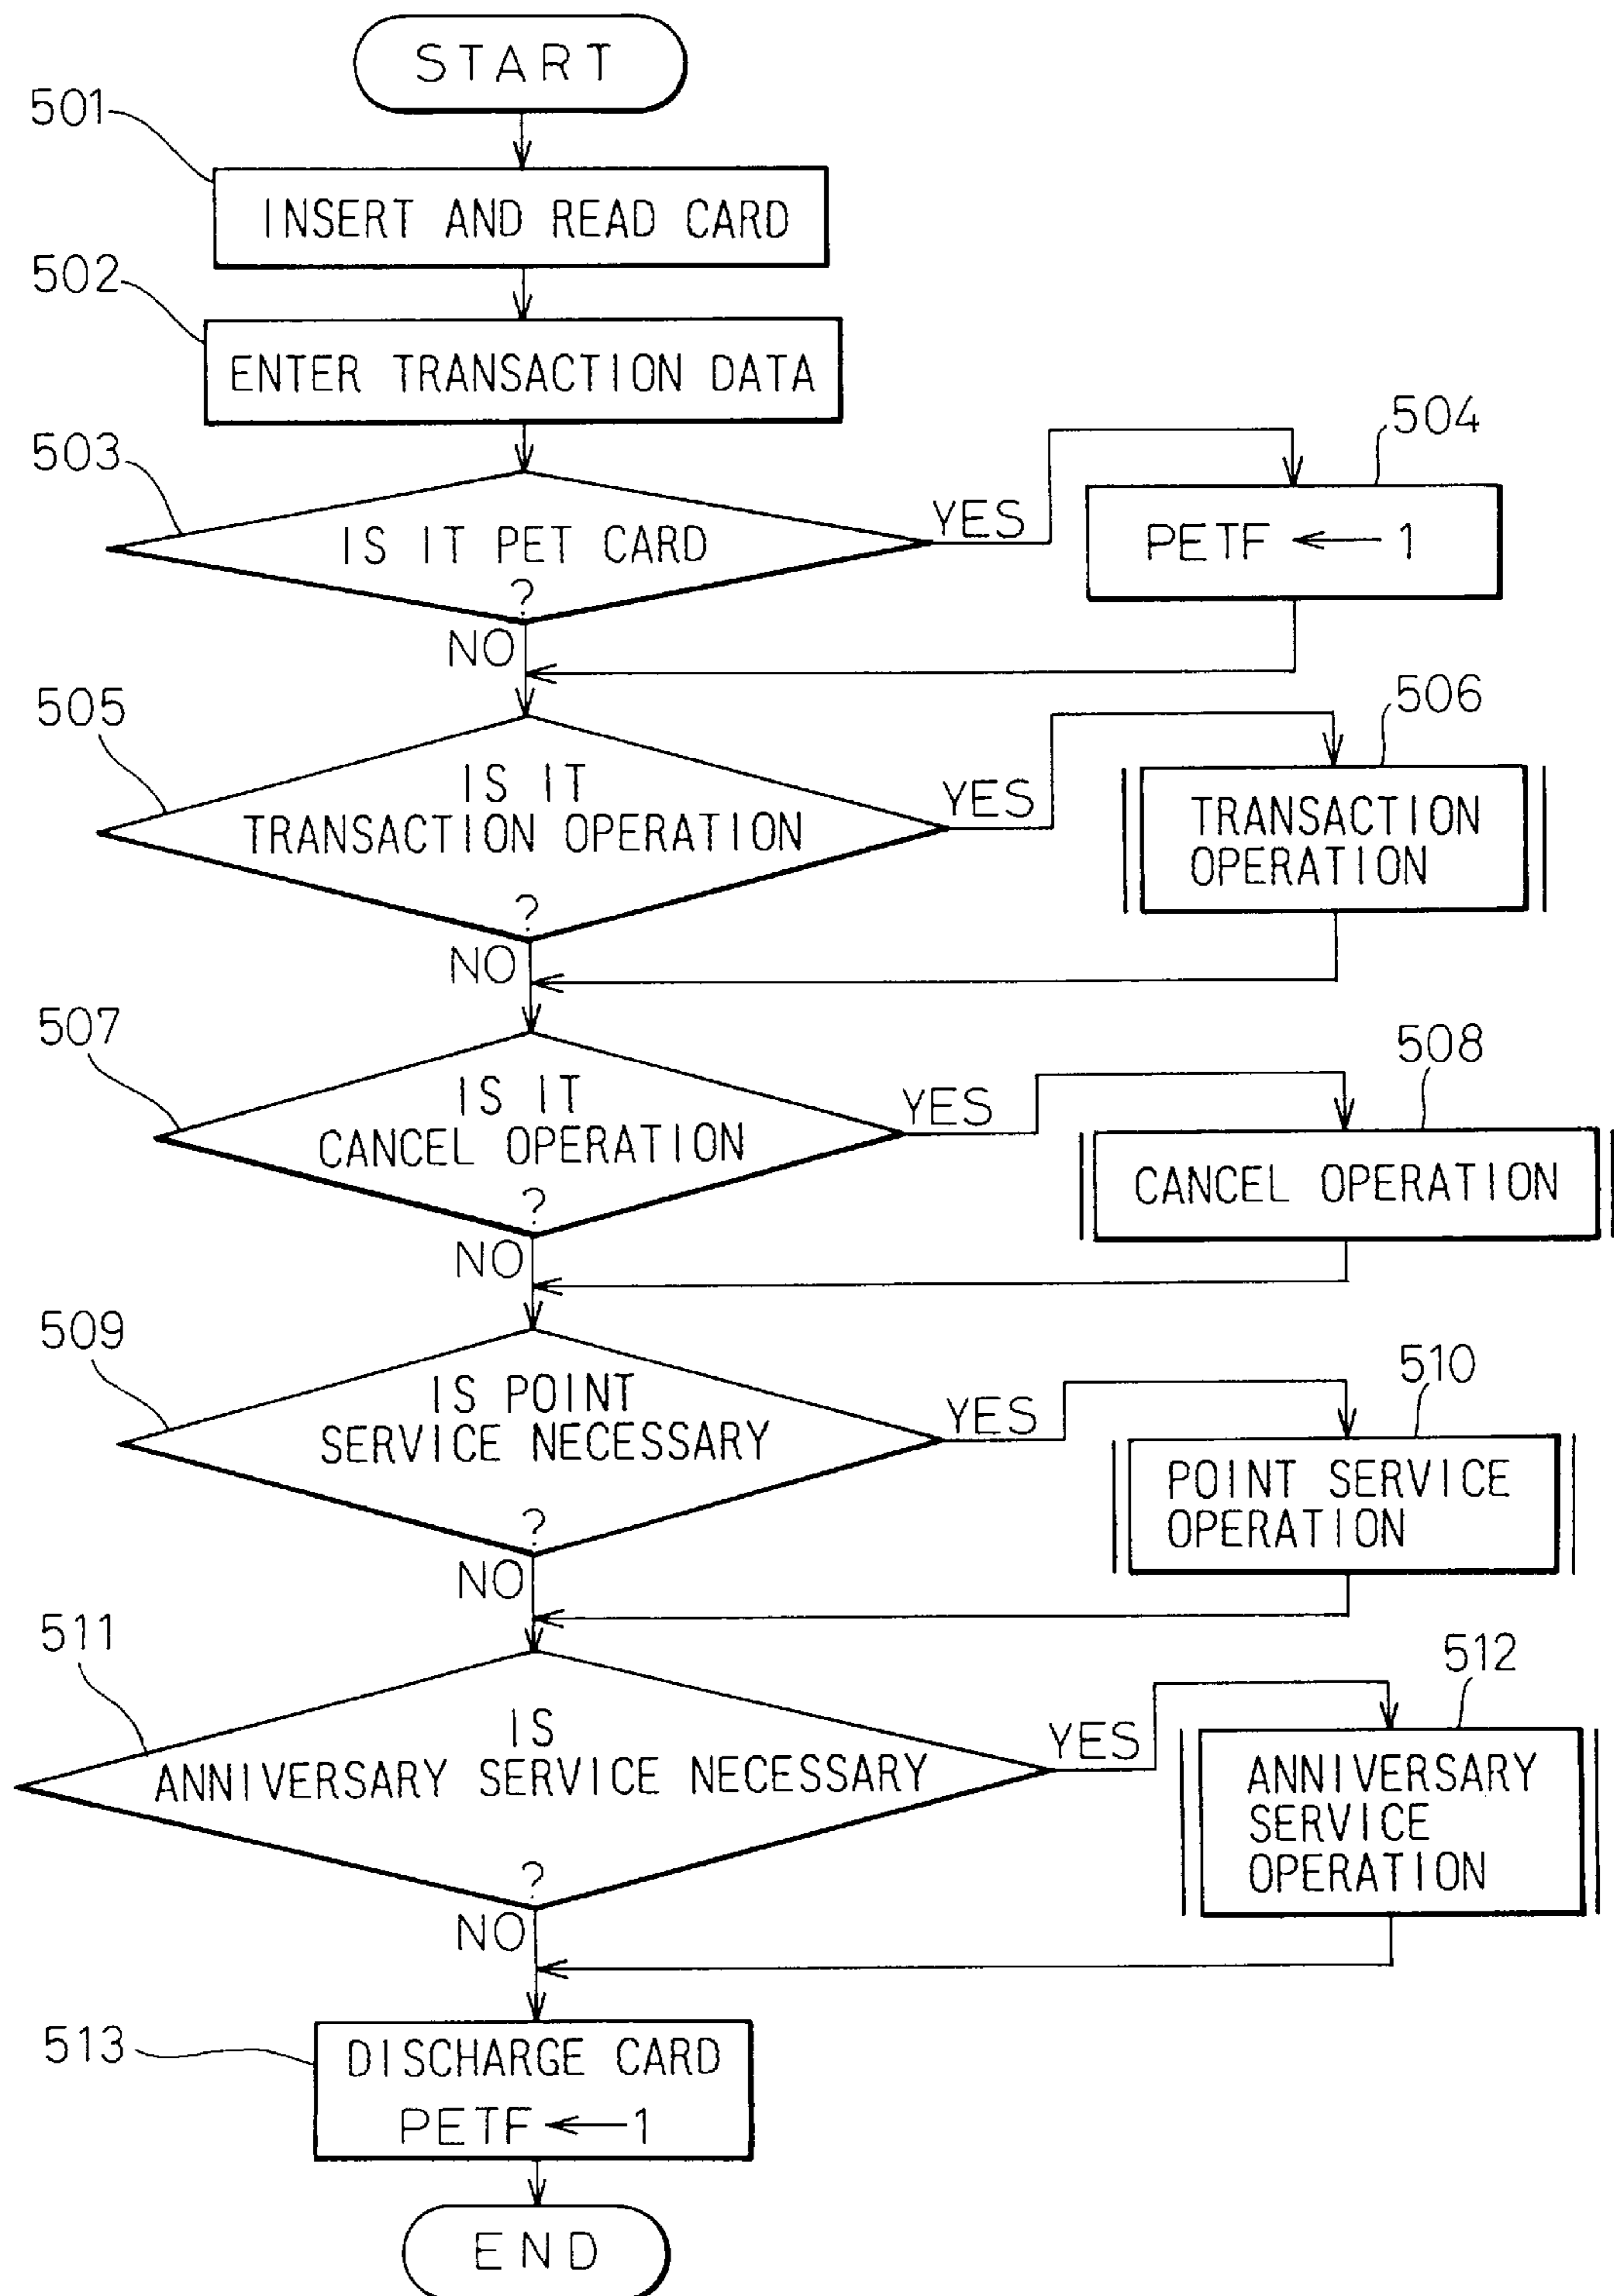 START
501
INSERT AND READ CARD
502
ENTER TRANSACTION DATA
503
IS IT PET CARD
?
YES
NO
504
PETF ← 1
505
IS IT
TRANSACTION OPERATION
?
YES
NO
506
TRANSACTION
OPERATION
507
IS IT
CANCEL OPERATION
?
YES
NO
508
CANCEL OPERATION
509
IS POINT
SERVICE NECESSARY
?
YES
NO
510
POINT SERVICE
OPERATION
511
IS
ANNIVERSARY SERVICE NECESSARY
?
YES
NO
512
ANNIVERSARY
SERVICE
OPERATION
513
DISCHARGE CARD
PETF ← 1
END